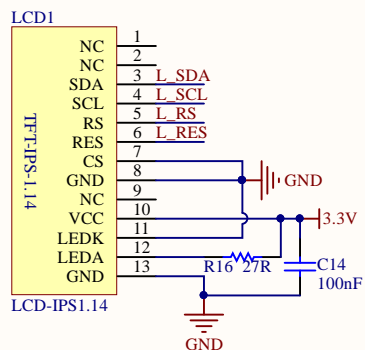 LCD1
NC 1
NC 2
SDA 3 L_SDA
SCL 4 L_SCL
RS 5 L_RS
RES 6 L_RES
CS 7
GND 8 GND
NC 9
VCC 10 3.3V
LEDK 11
LEDA 12
GND 13
TFT-IPS-1.14
R16 27R
C14
100nF
LCD-IPS1.14
GND